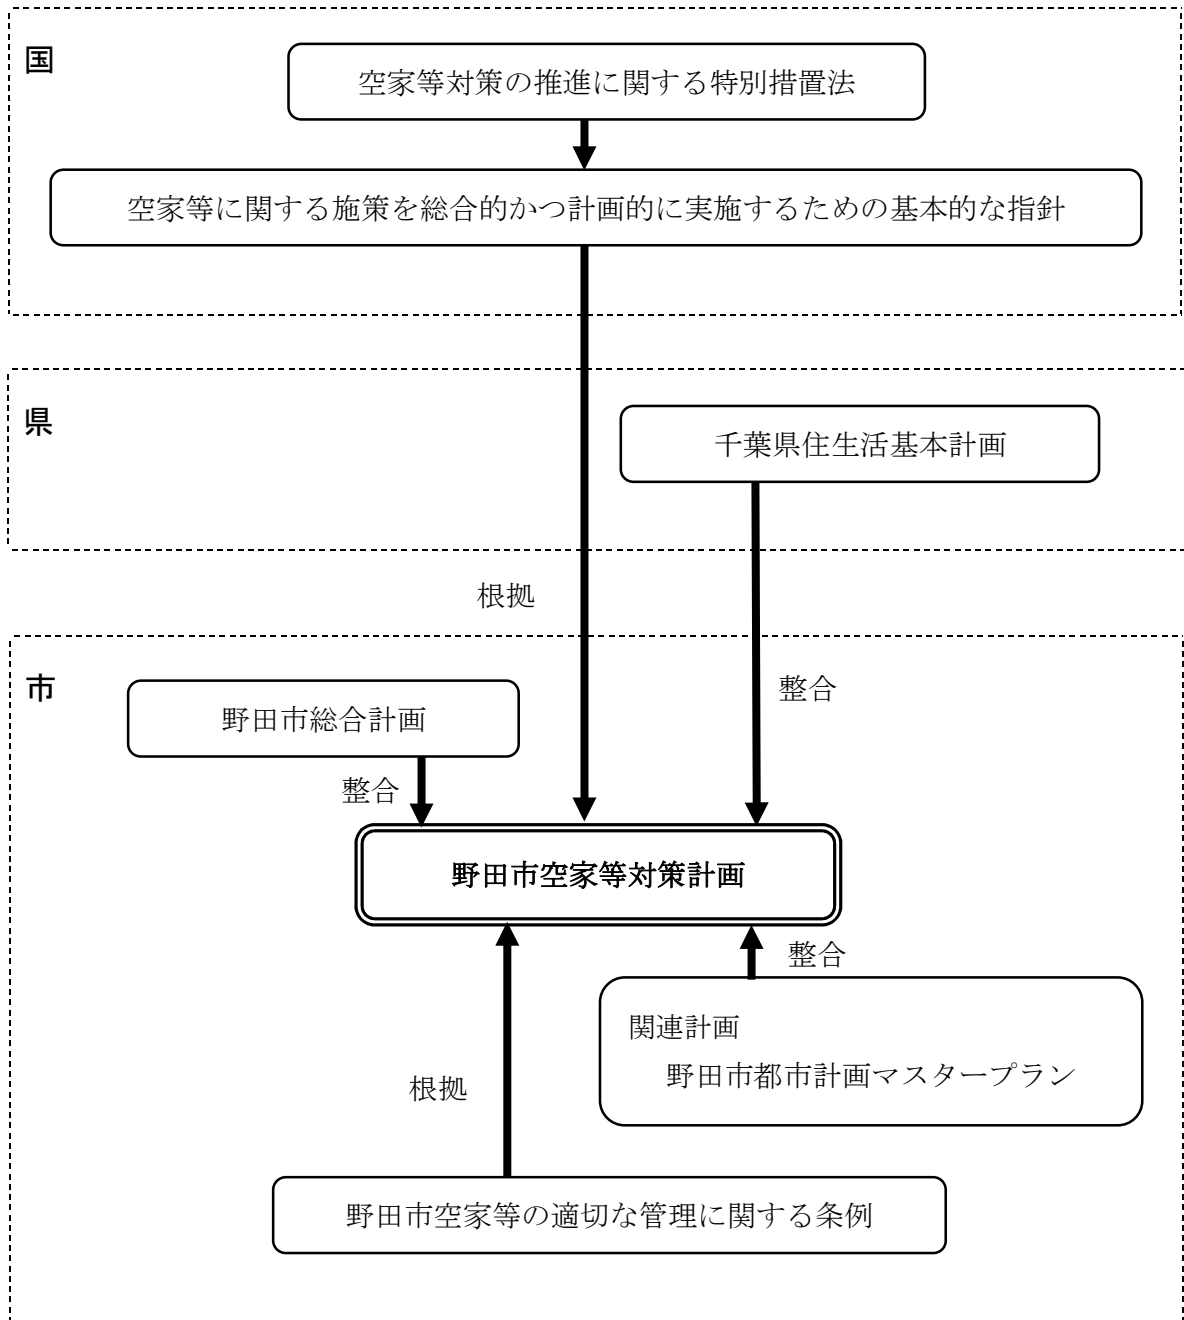 国
空家等対策の推進に関する特別措置法
空家等に関する施策を総合的かつ計画的に実施するための基本的な指針
県
千葉県住生活基本計画
根拠
市
整合
野田市総合計画
整合
野田市空家等対策計画
整合
関連計画
野田市都市計画マスタープラン
根拠
野田市空家等の適切な管理に関する条例